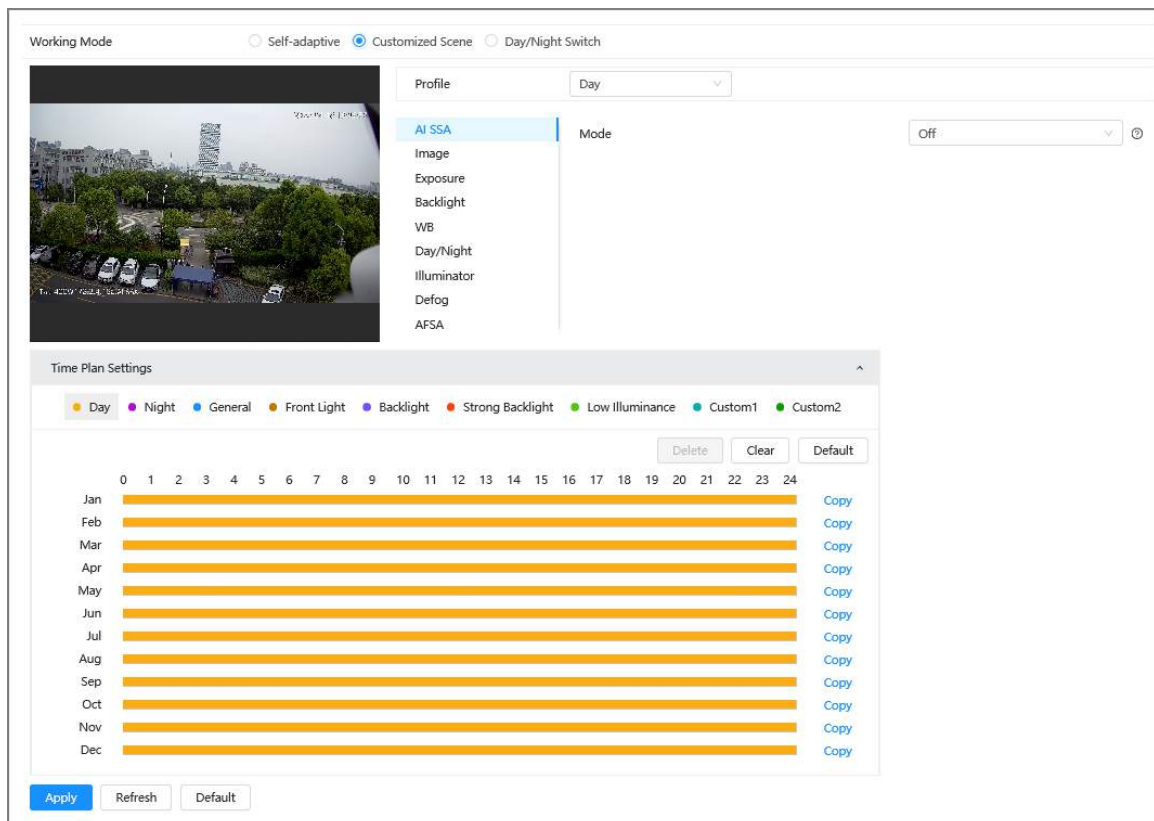 Working Mode Self-adaptive Customized Scene Day/Night Switch
Profile Day
AI SSA Mode Off
Image
Exposure
Backlight
WB
Day/Night
Illuminator
Defog
AFSA
Time Plan Settings
Day Night General Front Light Backlight Strong Backlight Low Illuminance Custom1 Custom2
Delete Clear Default
0 1 2 3 4 5 6 7 8 9 10 11 12 13 14 15 16 17 18 19 20 21 22 23 24
Jan Copy
Feb Copy
Mar Copy
Apr Copy
May Copy
Jun Copy
Jul Copy
Aug Copy
Sep Copy
Oct Copy
Nov Copy
Dec Copy
Apply Refresh Default